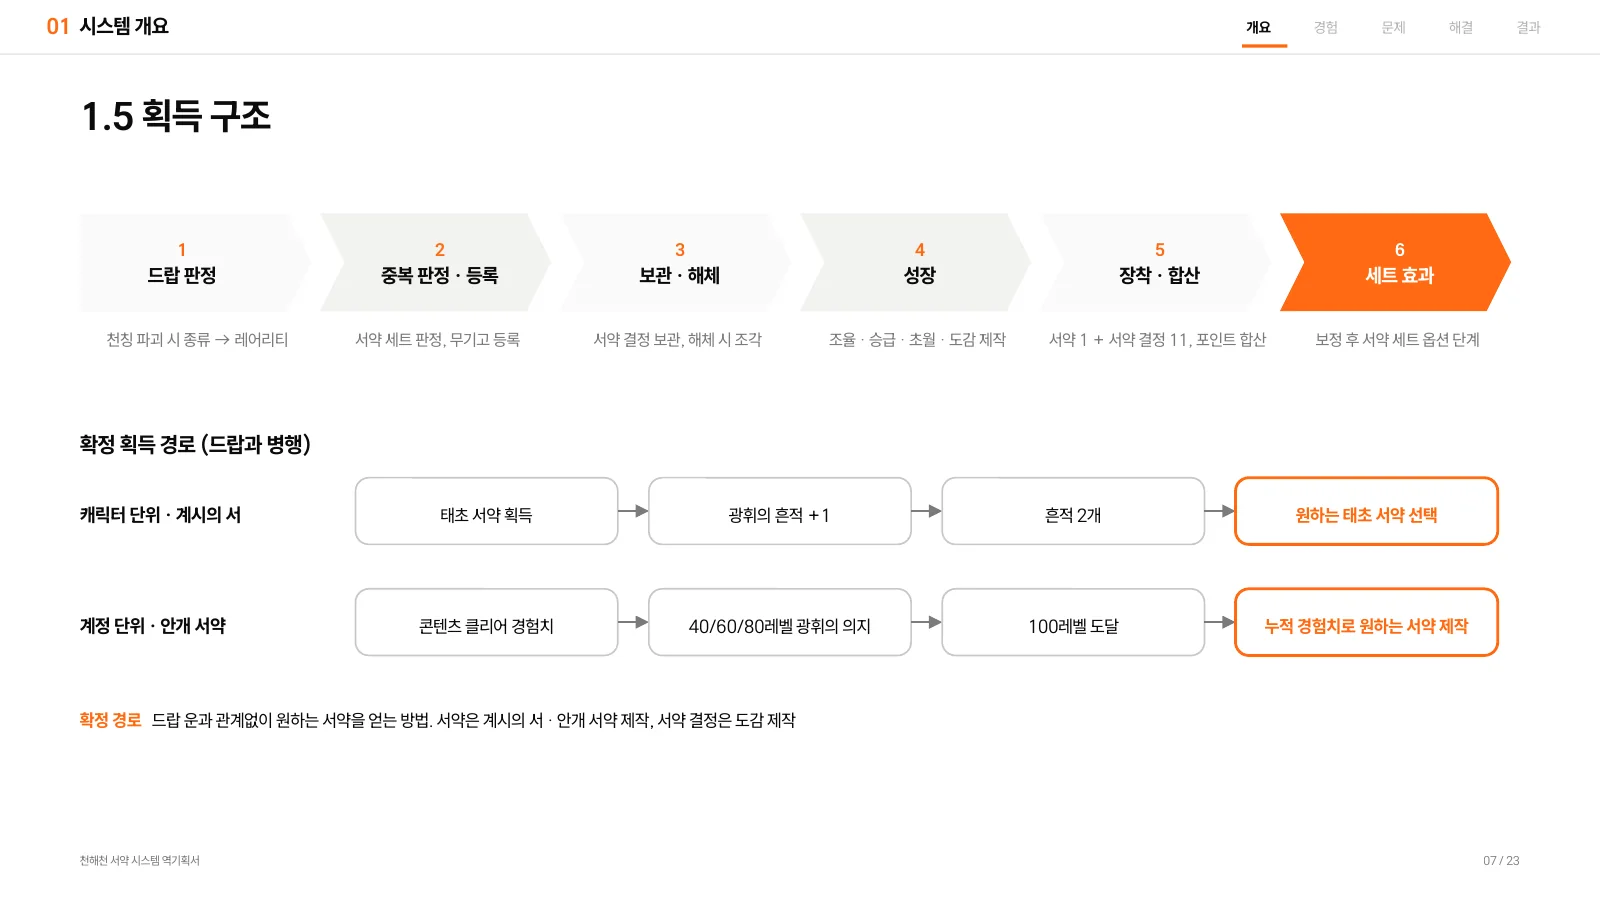 01 시스템 개요
개요 경험 문제 해결 결과
1.5 획득 구조
1
드랍 판정
천칭 파괴 시 종류 → 레어리티
2
중복 판정 · 등록
서약 세트 판정, 무기고 등록
3
보관 · 해체
서약 결정 보관, 해체 시 조각
4
성장
조율 · 승급 · 초월 · 도감 제작
5
장착 · 합산
서약 1 + 서약 결정 11, 포인트 합산
6
세트 효과
보정 후 서약 세트 옵션 단계
확정 획득 경로 (드랍과 병행)
캐릭터 단위 · 계시의 서
태초 서약 획득
광휘의 흔적 +1
흔적 2개
원하는 태초 서약 선택
계정 단위 · 안개 서약
콘텐츠 클리어 경험치
40/60/80레벨 광휘의 의지
100레벨 도달
누적 경험치로 원하는 서약 제작
확정 경로 드랍 운과 관계없이 원하는 서약을 얻는 방법. 서약은 계시의 서 · 안개 서약 제작, 서약 결정은 도감 제작
천해천 서약 시스템 역기획서
07 / 23